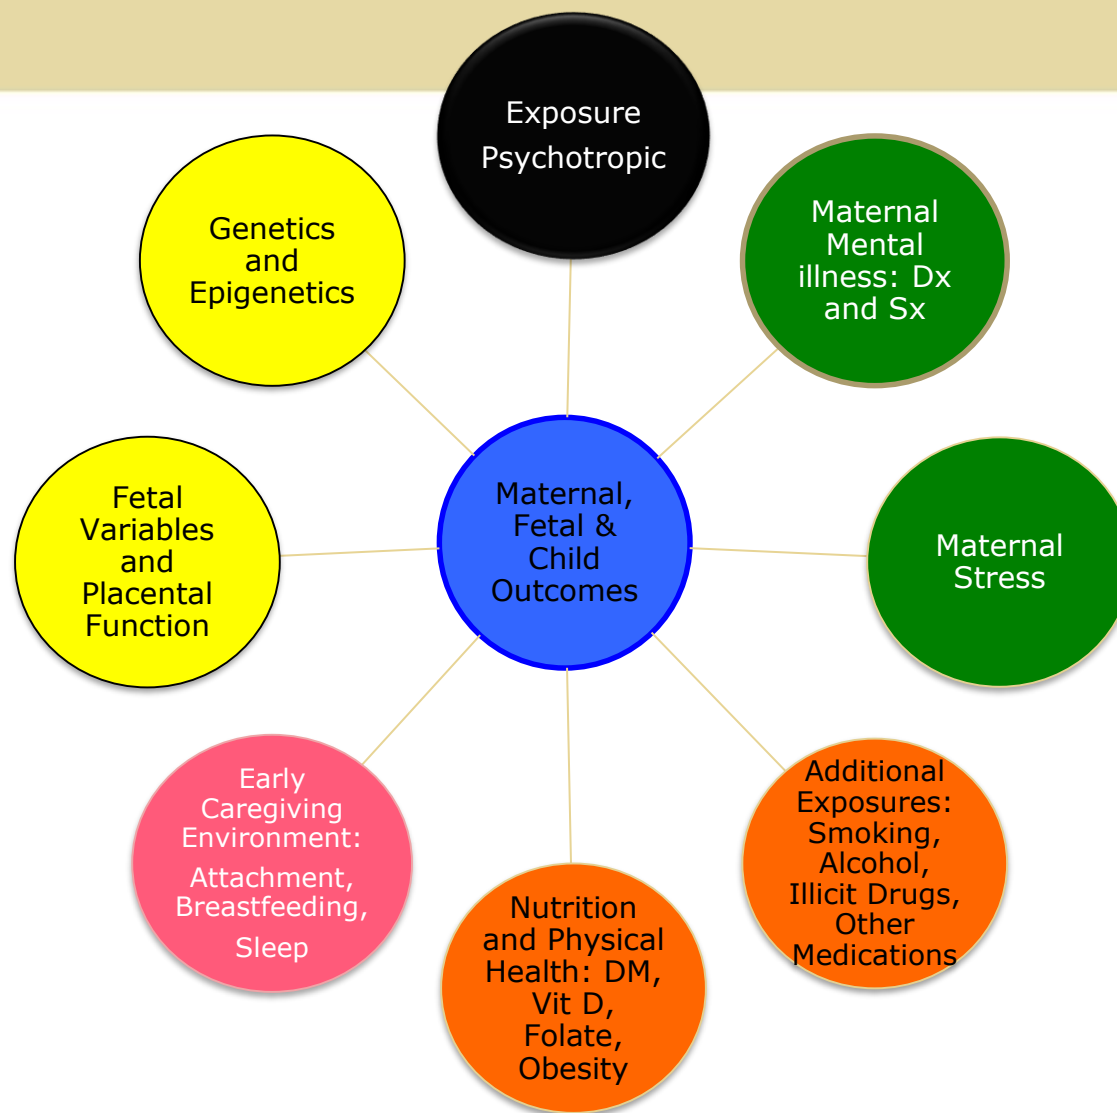 Exposure
Psychotropic
Genetics
and
Epigenetics
Maternal
Mental
illness: Dx
and Sx
Fetal
Variables
and
Placental
Function
Maternal,
Fetal &
Child
Outcomes
Maternal
Stress
Early
Caregiving
Environment:
Attachment,
Breastfeeding,
Sleep
Nutrition
and Physical
Health: DM,
Vit D,
Folate,
Obesity
Additional
Exposures:
Smoking,
Alcohol,
Illicit Drugs,
Other
Medications